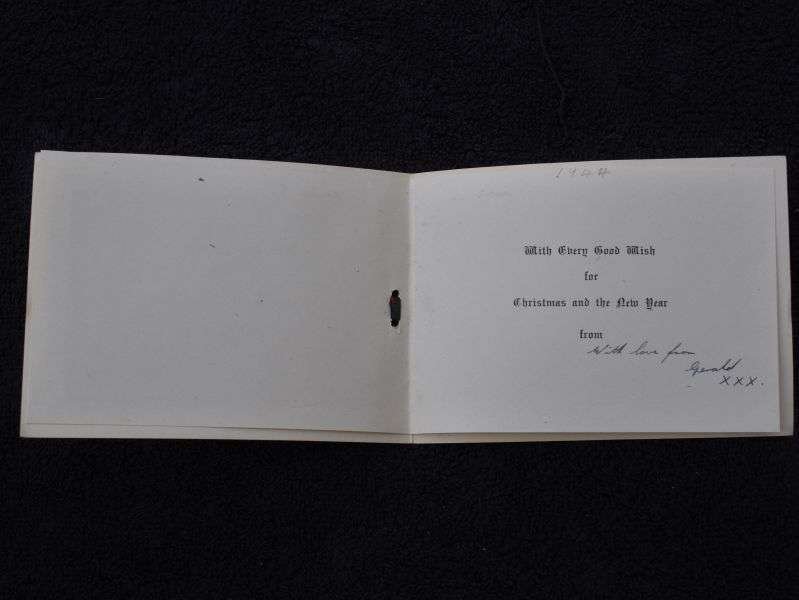 1944
With Every Good Wish
for
Christmas and the New Year
from
With love from
Gerald
xxx.